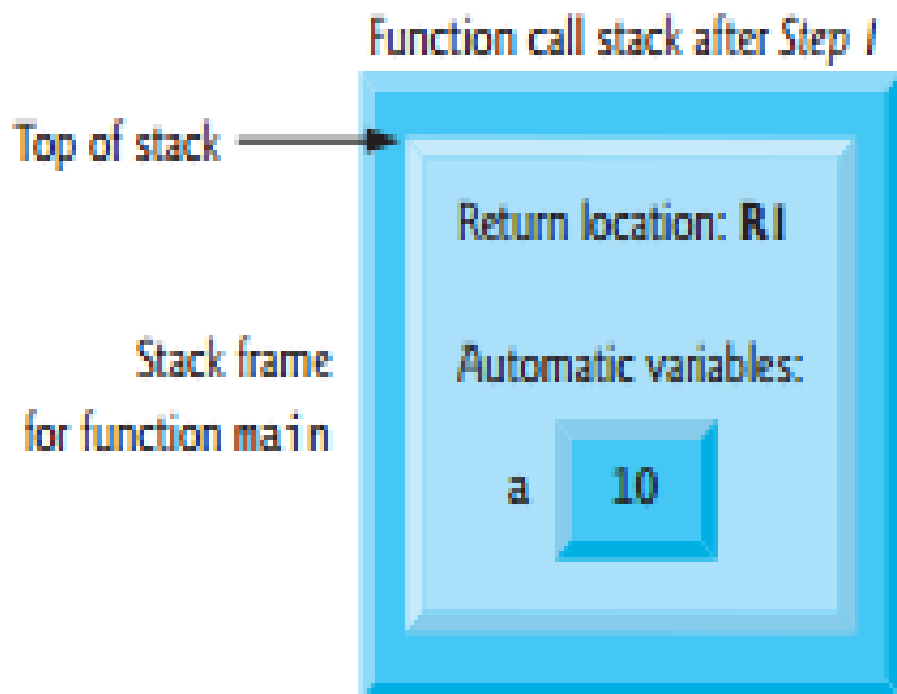 Function call stack after Step 1
Top of stack
Return location: R1
Stack frame
for function main
Automatic variables:
a 10